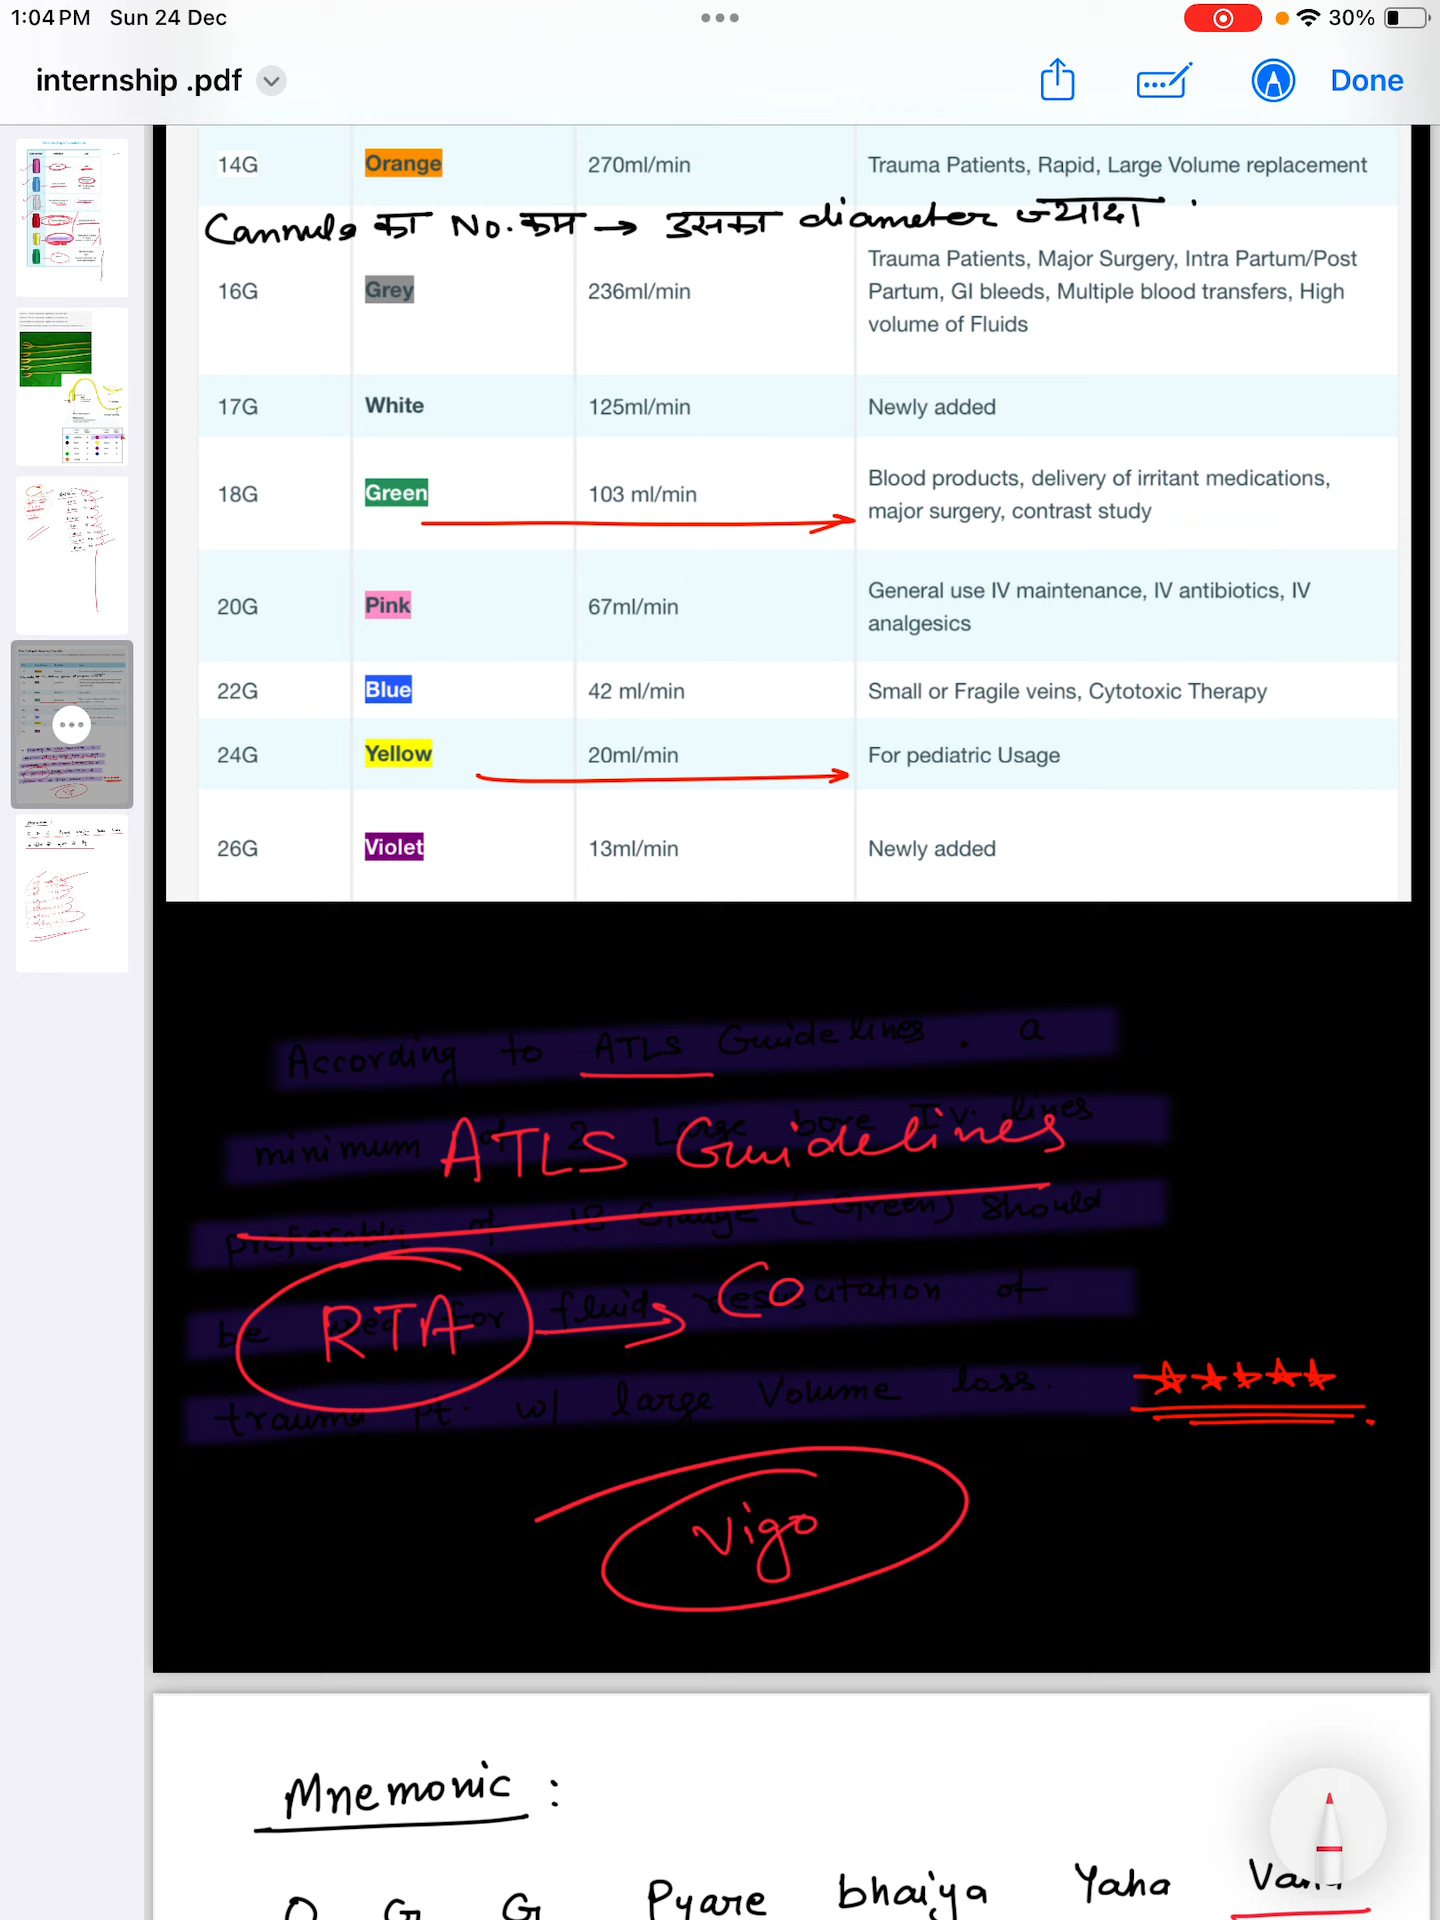 1:04 PM Sun 24 Dec
30%
internship .pdf
Done
14G Orange 270ml/min Trauma Patients, Rapid, Large Volume replacement
Cannula का No. कम → उसका diameter ज्यादा
16G Grey 236ml/min Trauma Patients, Major Surgery, Intra Partum/Post
Partum, GI bleeds, Multiple blood transfers, High
volume of Fluids
17G White 125ml/min Newly added
18G Green 103 ml/min Blood products, delivery of irritant medications,
major surgery, contrast study
20G Pink 67ml/min General use IV maintenance, IV antibiotics, IV
analgesics
22G Blue 42 ml/min Small or Fragile veins, Cytotoxic Therapy
24G Yellow 20ml/min For pediatric Usage
26G Violet 13ml/min Newly added
According to ATLS Guidelines. a
minimum of 2 Large bore I.V. lines
ATLS Guidelines
preferably of 18 Gauge (Green) should
be used for fluid resuscitation of
RTA → CO
trauma pt. w/ large Volume loss.
Vigo
Mnemonic :
O G G Pyare bhaiya Yaha